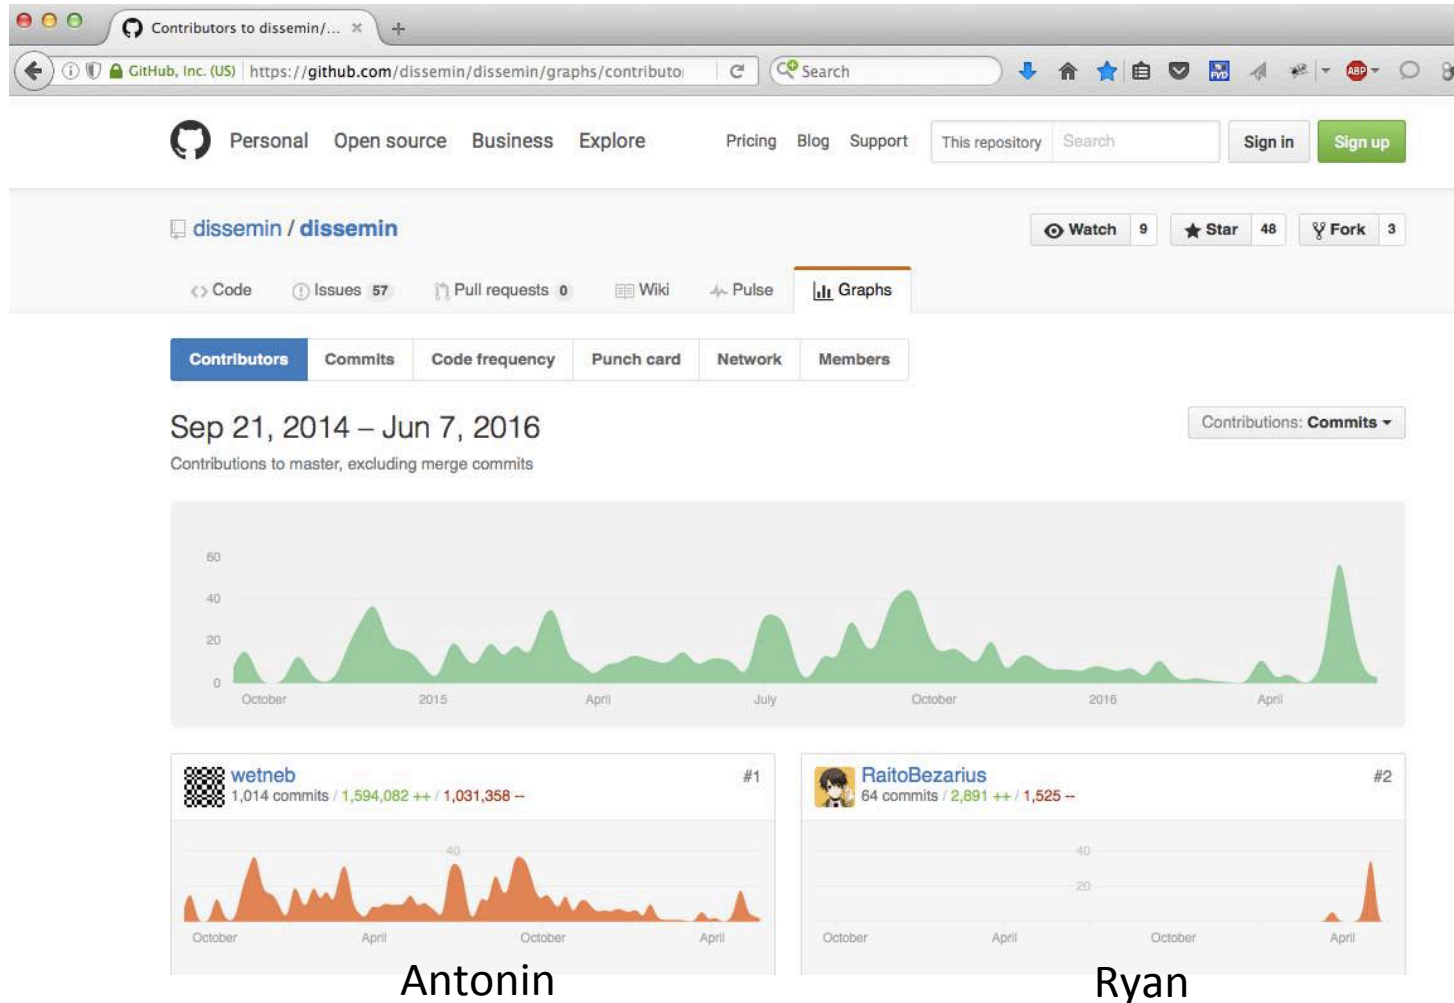 Contributors to dissemin/... × +
GitHub, Inc. (US) https://github.com/dissemin/dissemin/graphs/contributo Search
Personal Open source Business Explore Pricing Blog Support This repository Search Sign in Sign up
dissemin / dissemin Watch 9 Star 48 Fork 3
Code Issues 57 Pull requests 0 Wiki Pulse Graphs
Contributors Commits Code frequency Punch card Network Members
Sep 21, 2014 – Jun 7, 2016 Contributions: Commits
Contributions to master, excluding merge commits
60
40
20
0
October 2015 April July October 2016 April
wetneb #1
1,014 commits / 1,594,082 ++ / 1,031,358 --
40
October April October April
Antonin
RaitoBezarius #2
64 commits / 2,891 ++ / 1,525 --
40
20
October April October April
Ryan